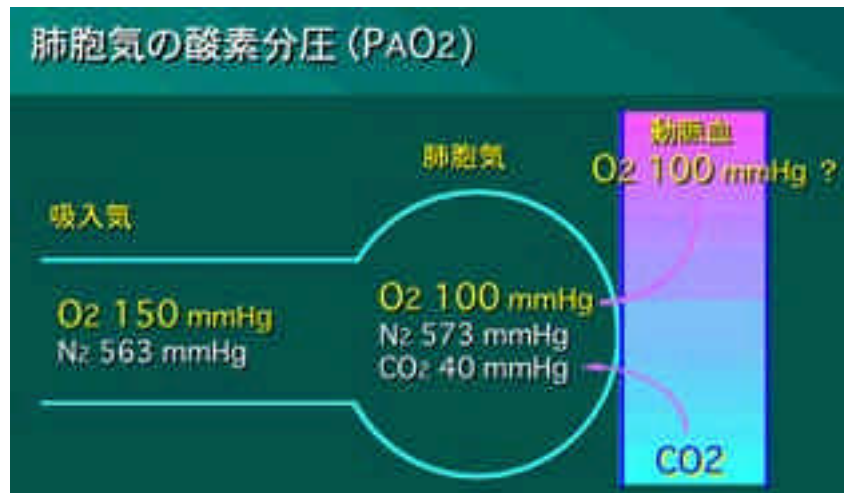 肺胞気の酸素分圧 (PAO2)
動脈血
O2 100 mmHg ?
肺胞気
吸入気
O2 150 mmHg
N2 563 mmHg
O2 100 mmHg
N2 573 mmHg
CO2 40 mmHg
CO2